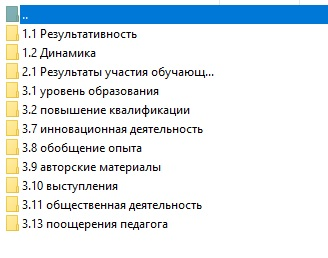 ..
1.1 Результативность
1.2 Динамика
2.1 Результаты участия обучающ...
3.1 уровень образования
3.2 повышение квалификации
3.7 инновационная деятельность
3.8 обобщение опыта
3.9 авторские материалы
3.10 выступления
3.11 общественная деятельность
3.13 поощерения педагога